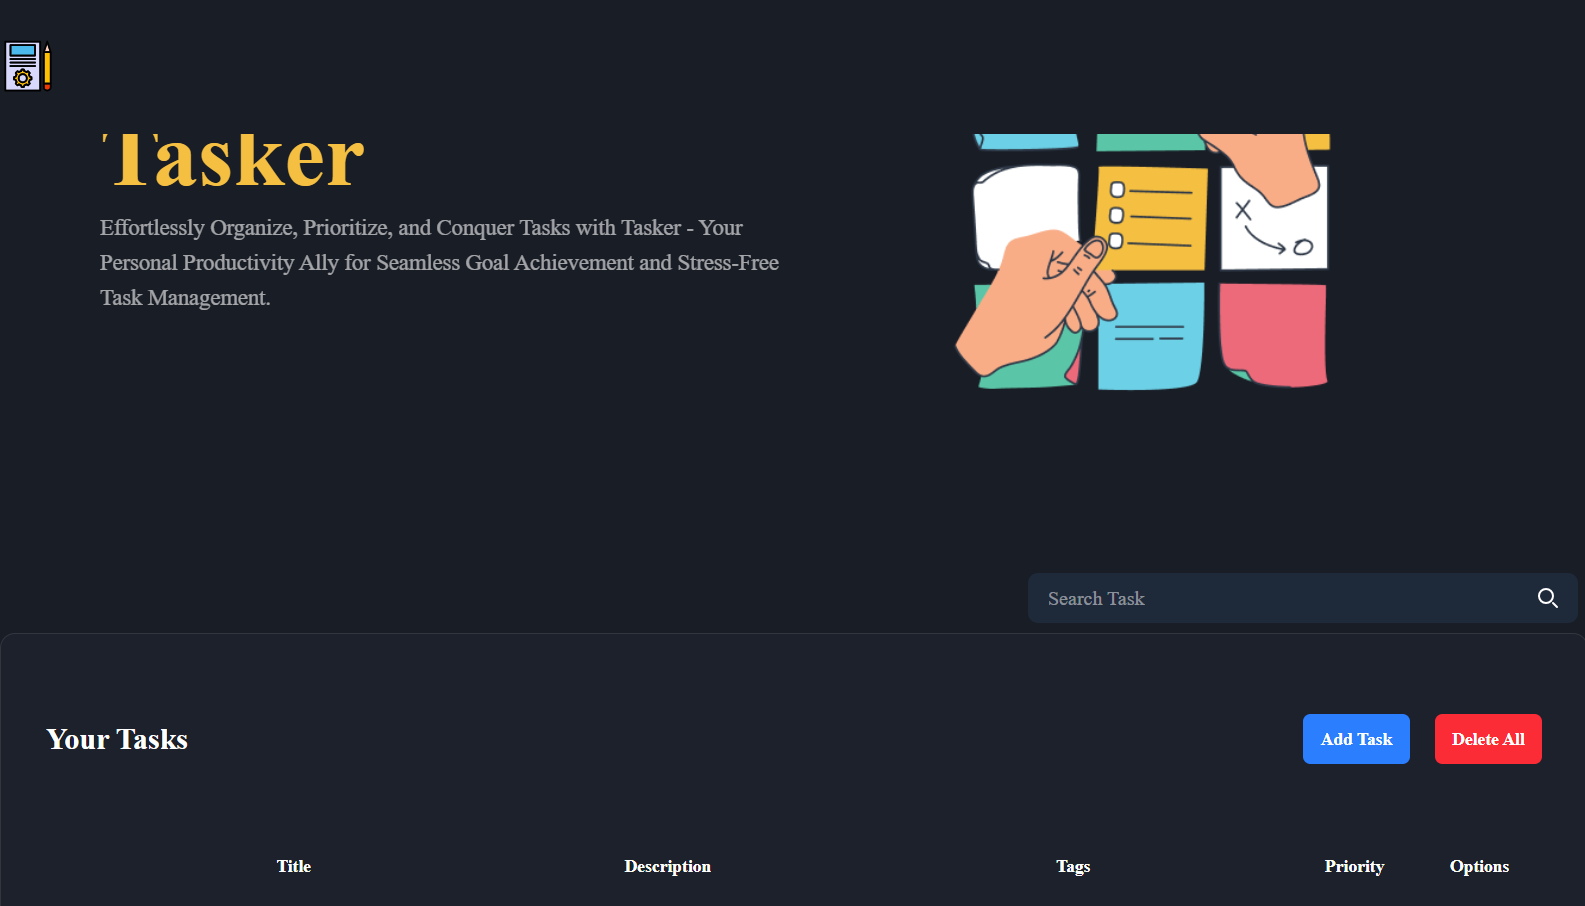 Tasker
Effortlessly Organize, Prioritize, and Conquer Tasks with Tasker - Your
Personal Productivity Ally for Seamless Goal Achievement and Stress-Free
Task Management.
Search Task
Your Tasks
Add Task
Delete All
Title
Description
Tags
Priority
Options